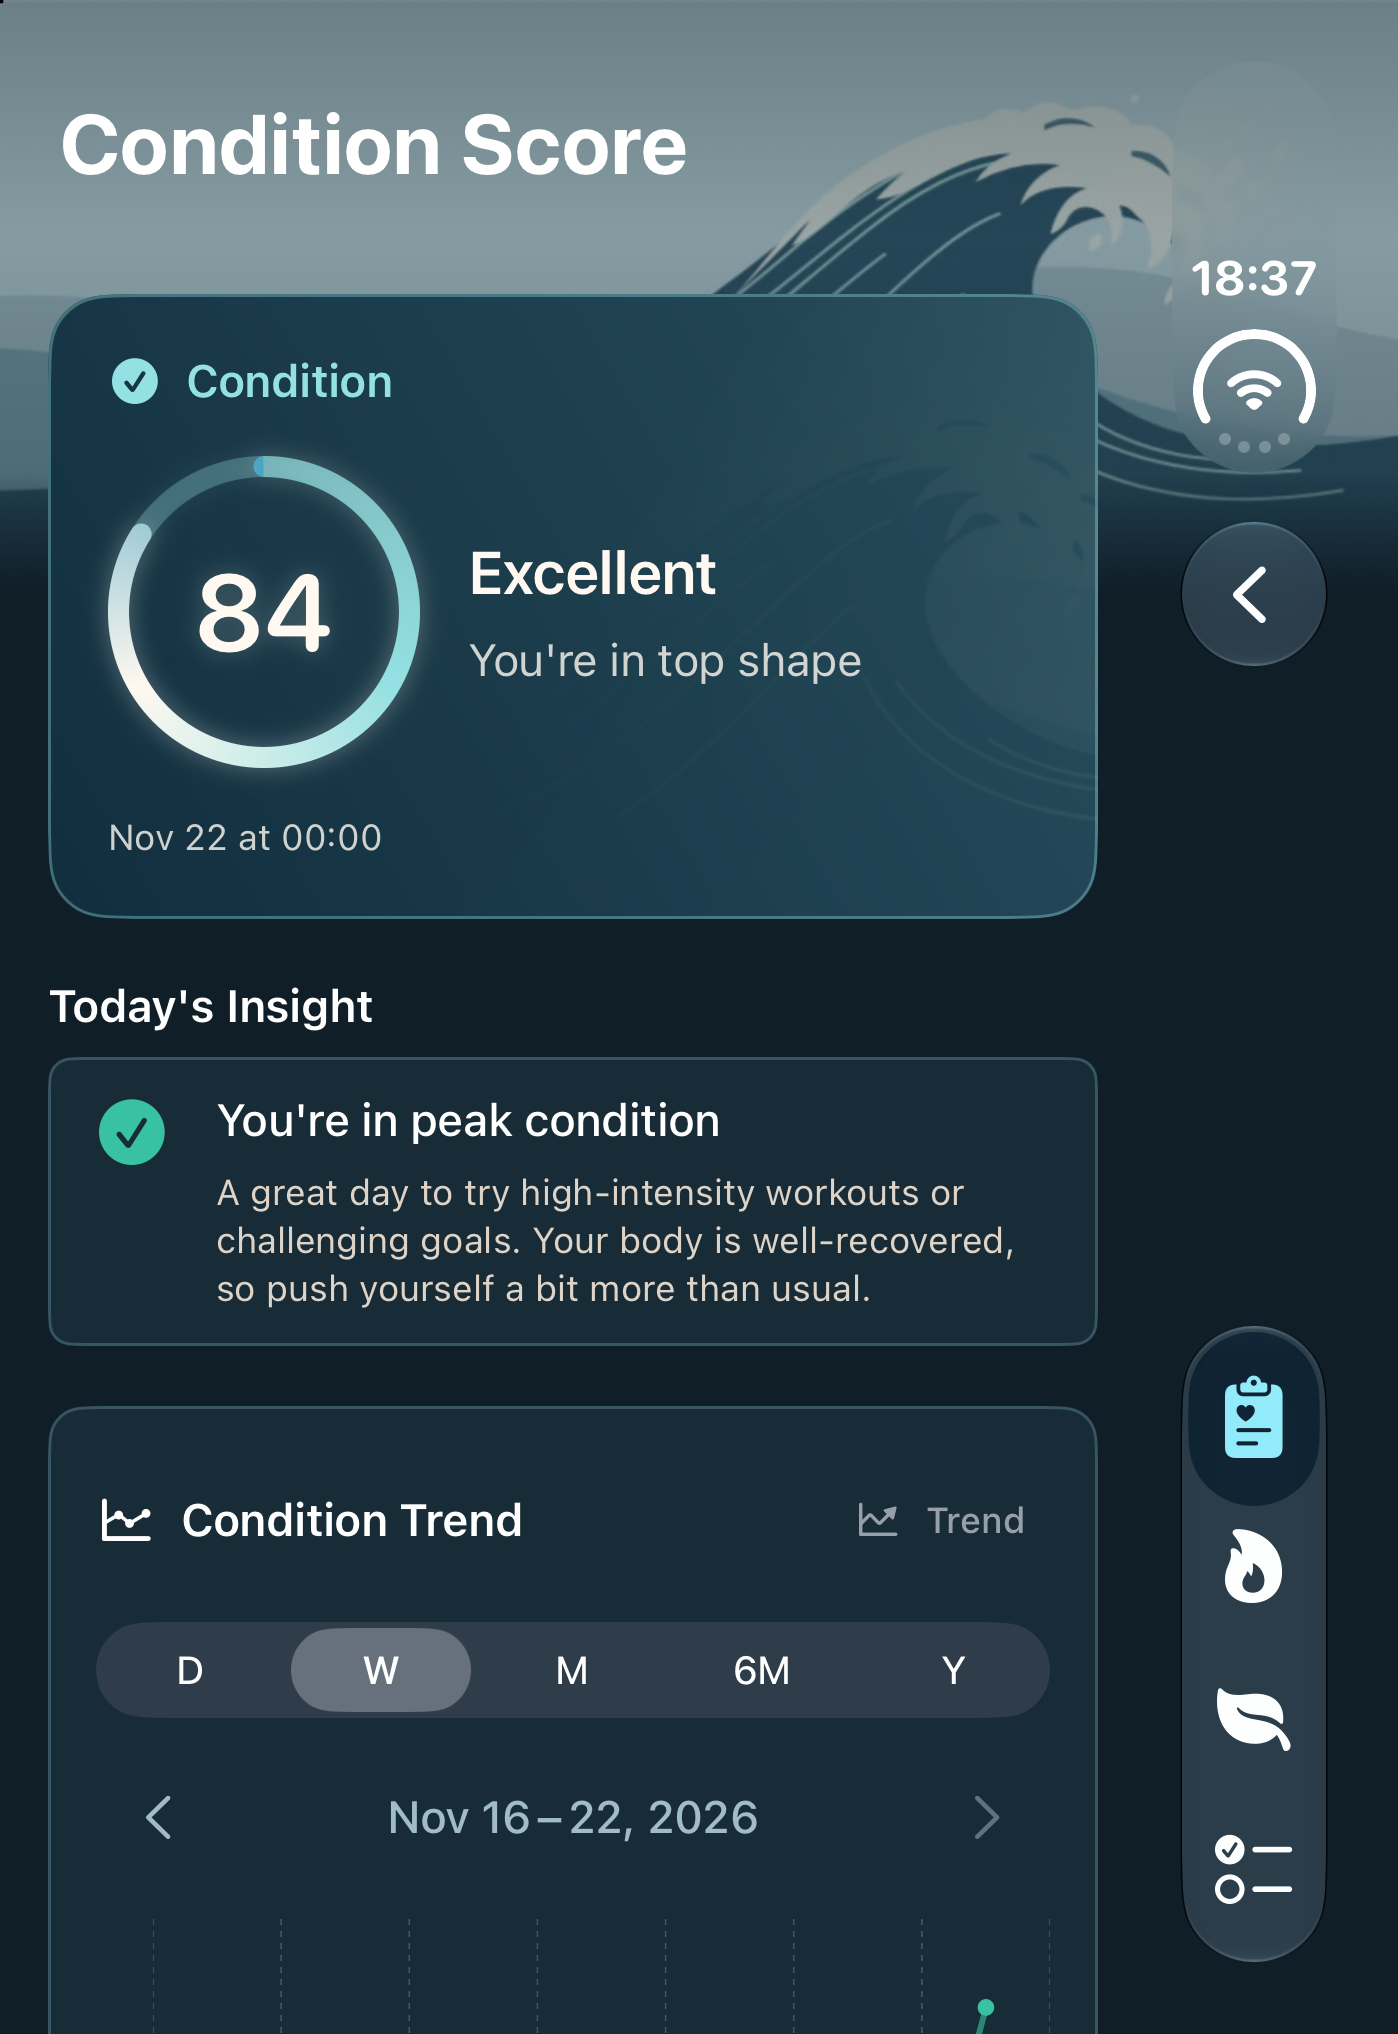 Condition Score
18:37
Condition
84
Excellent
You're in top shape
Nov 22 at 00:00
Today's Insight
You're in peak condition
A great day to try high-intensity workouts or
challenging goals. Your body is well-recovered,
so push yourself a bit more than usual.
Condition Trend
Trend
D W M 6M Y
Nov 16 – 22, 2026